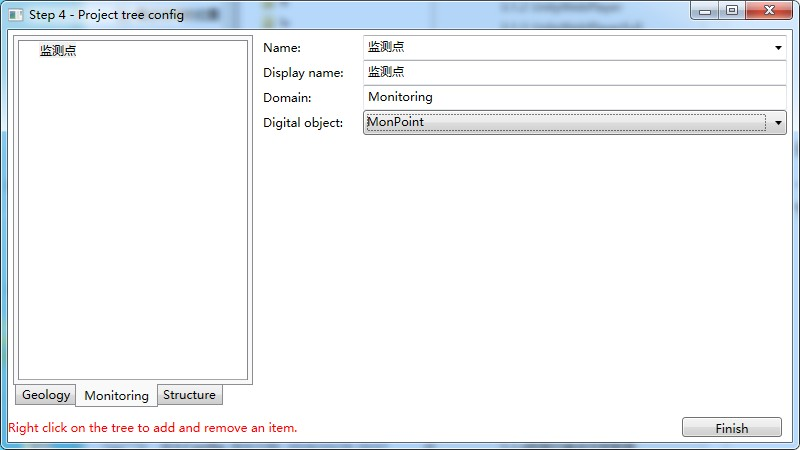 Step 4 - Project tree config
监测点
Name: 监测点
Display name: 监测点
Domain: Monitoring
Digital object: MonPoint
Geology Monitoring Structure
Right click on the tree to add and remove an item.
Finish